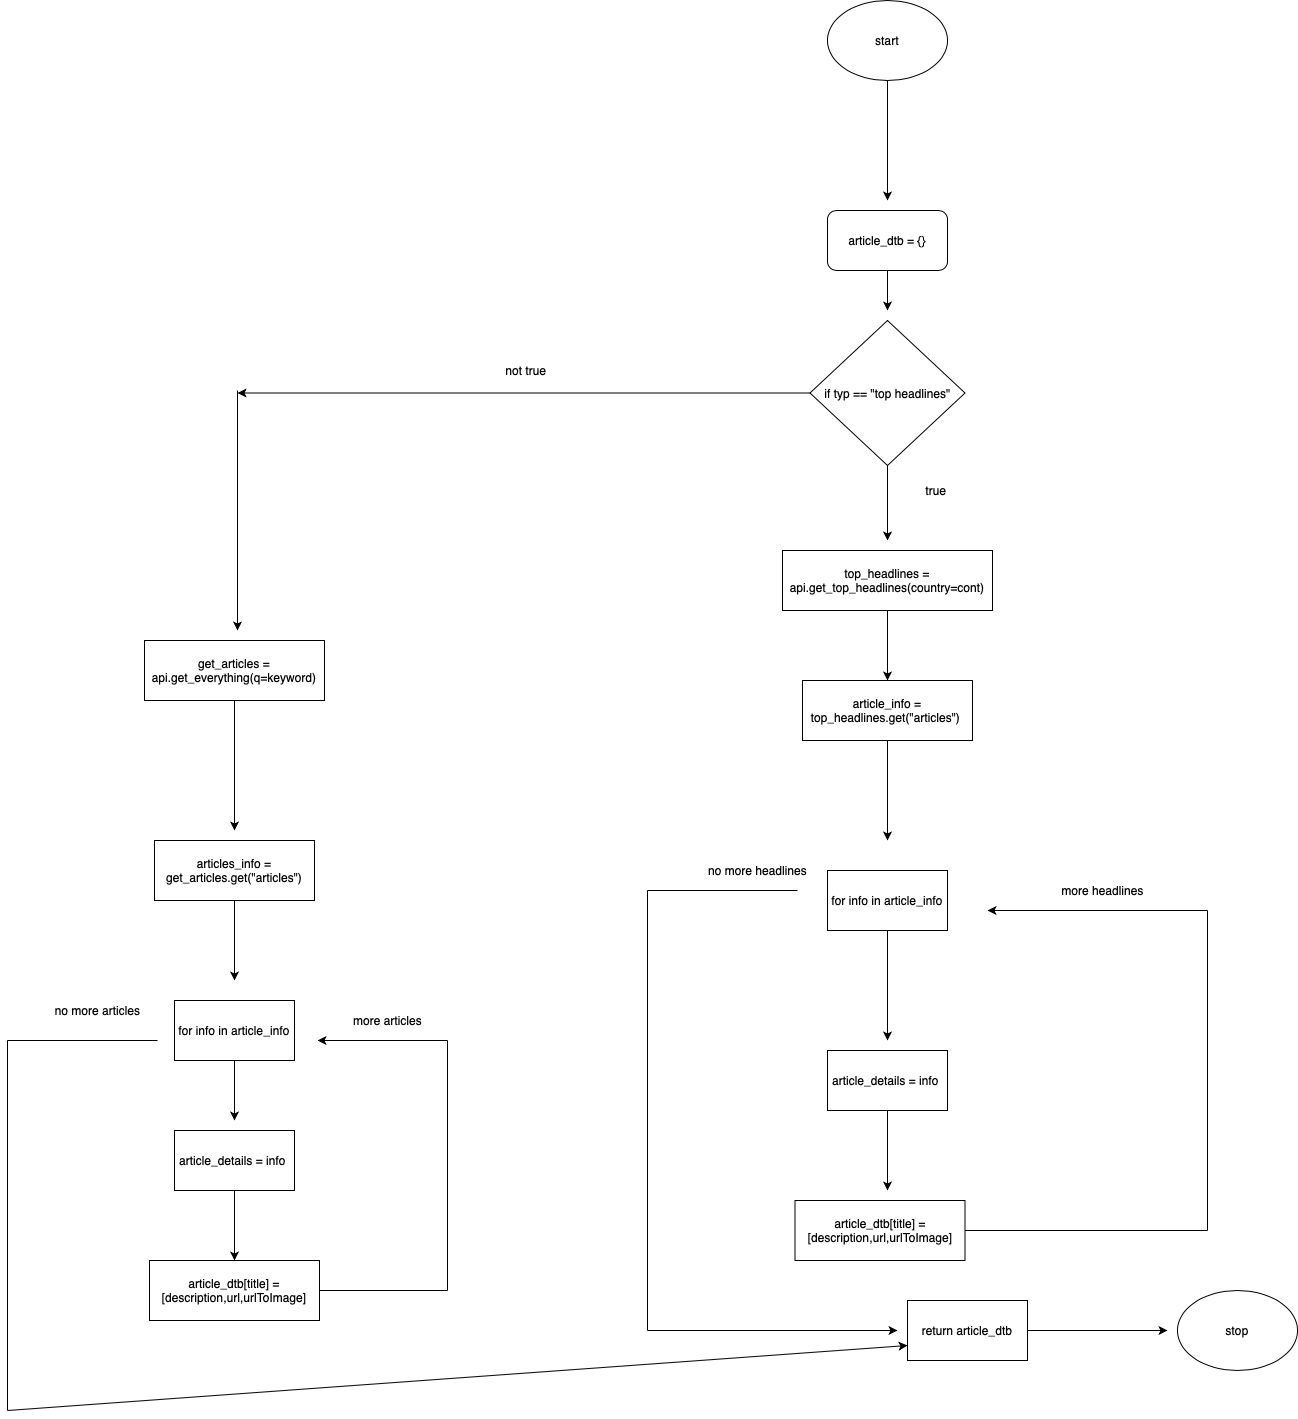 start
article_dtb = {}
if typ == "top headlines"
not true
true
top_headlines =
api.get_top_headlines(country=cont)
article_info =
top_headlines.get("articles")
no more headlines
for info in article_info
more headlines
article_details = info
article_dtb[title] =
[description,url,urlToImage]
get_articles =
api.get_everything(q=keyword)
articles_info =
get_articles.get("articles")
no more articles
for info in article_info
more articles
article_details = info
article_dtb[title] =
[description,url,urlToImage]
return article_dtb
stop